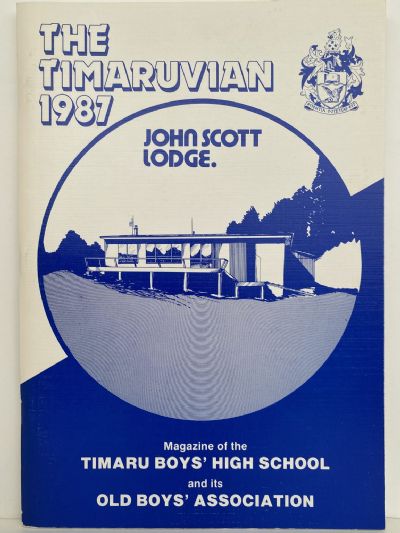 THE
TIMARUVIAN
1987
JOHN SCOTT
LODGE.
Magazine of the
TIMARU BOYS' HIGH SCHOOL
and its
OLD BOYS' ASSOCIATION